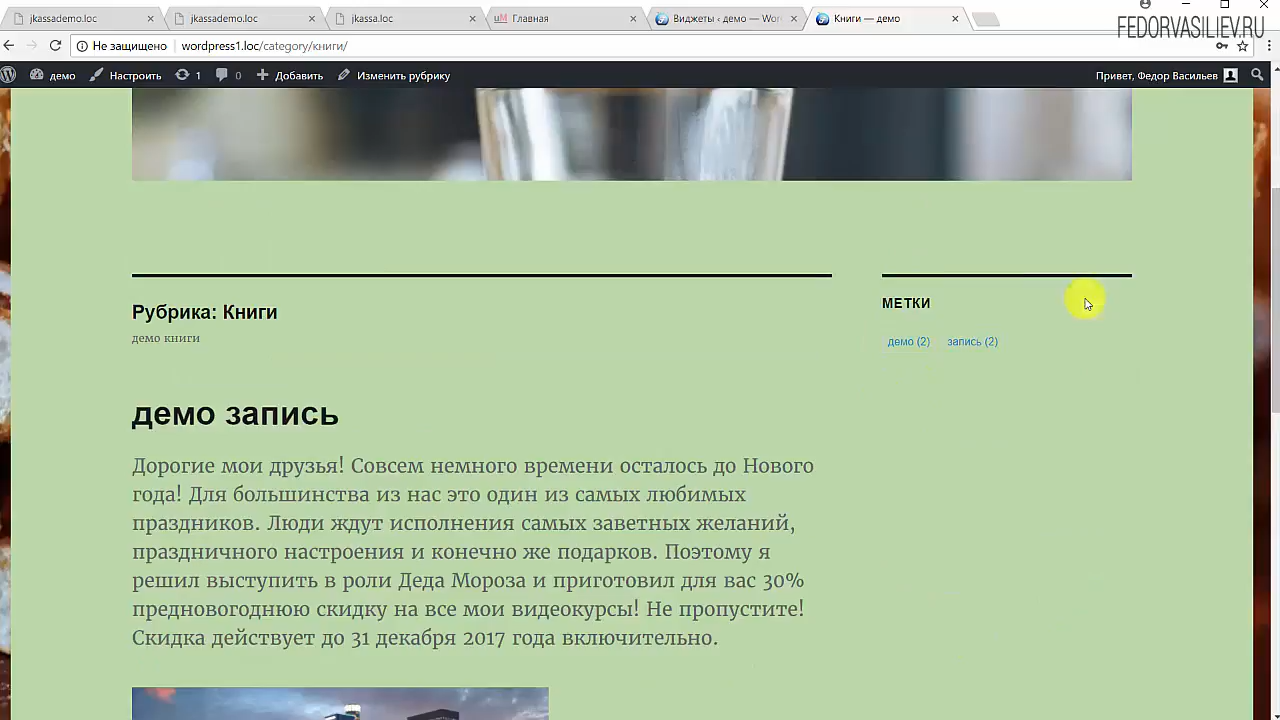 jkassademo.loc
jkassademo.loc
jkassa.loc
uM Главная
Виджеты ‹ демо — Wor
Книги — демо
FEDORVASILIEV.RU
Не защищено
wordpress1.loc/category/книги/
демо
Настроить
1
0
Добавить
Изменить рубрику
Привет, Федор Васильев
Рубрика: Книги
демо книги
МЕТКИ
демо (2) запись (2)
демо запись
Дорогие мои друзья! Совсем немного времени осталось до Нового
года! Для большинства из нас это один из самых любимых
праздников. Люди ждут исполнения самых заветных желаний,
праздничного настроения и конечно же подарков. Поэтому я
решил выступить в роли Деда Мороза и приготовил для вас 30%
предновогоднюю скидку на все мои видеокурсы! Не пропустите!
Скидка действует до 31 декабря 2017 года включительно.